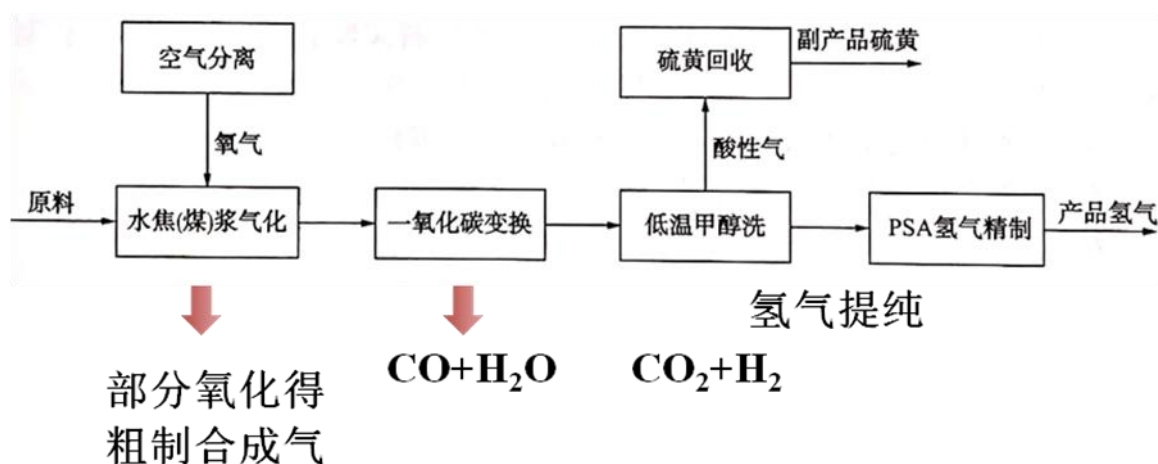 空气分离
硫黄回收
副产品硫黄
氧气
酸性气
原料
水焦(煤)浆气化
一氧化碳变换
低温甲醇洗
PSA氢气精制
产品氢气
氢气提纯
CO+H₂O
CO₂+H₂
部分氧化得
粗制合成气